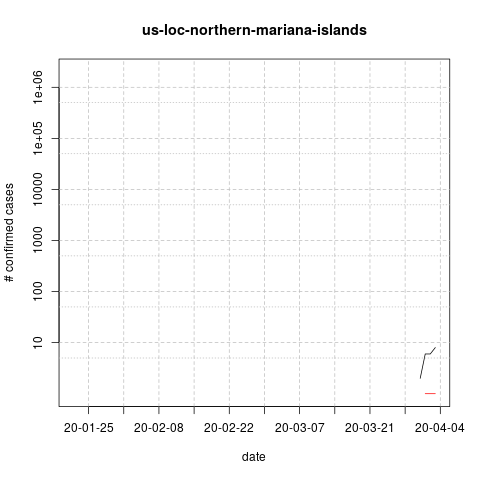 us-loc-northern-mariana-islands
# confirmed cases
1e+06
1e+05
10000
1000
100
10
20-01-25
20-02-08
20-02-22
20-03-07
20-03-21
20-04-04
date